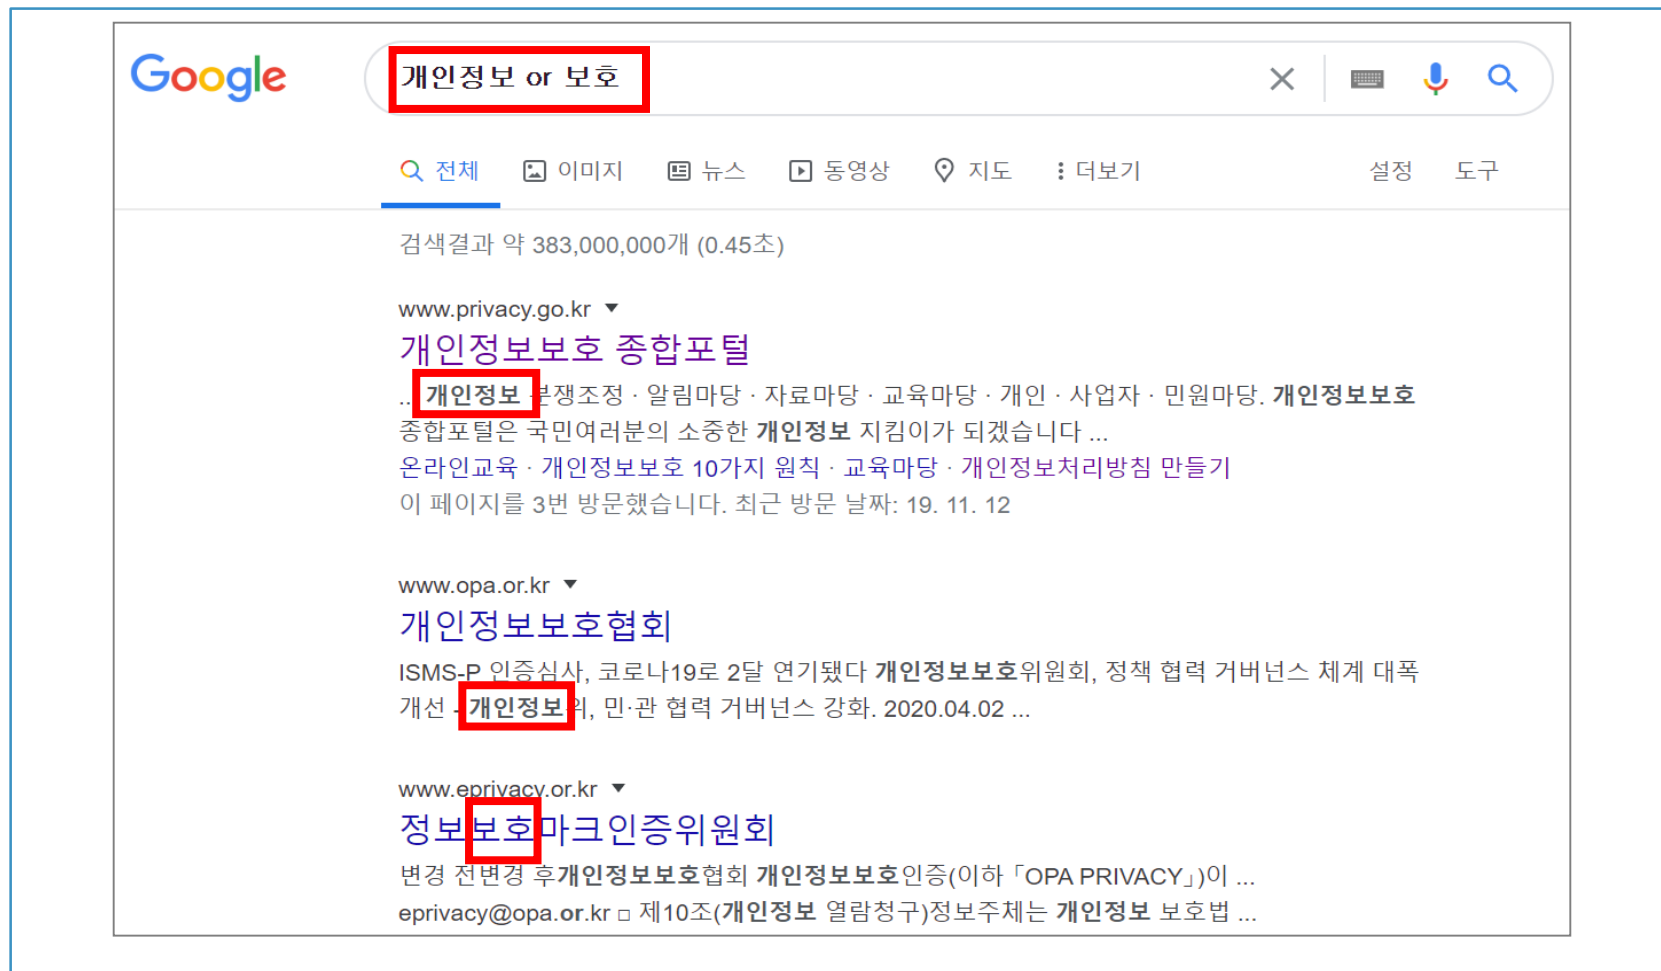 Google
개인정보 or 보호
전체 이미지 뉴스 동영상 지도 더보기 설정 도구
검색결과 약 383,000,000개 (0.45초)
www.privacy.go.kr
개인정보보호 종합포털
... 개인정보 분쟁조정 · 알림마당 · 자료마당 · 교육마당 · 개인 · 사업자 · 민원마당. 개인정보보호
종합포털은 국민여러분의 소중한 개인정보 지킴이가 되겠습니다 ...
온라인교육 · 개인정보보호 10가지 원칙 · 교육마당 · 개인정보처리방침 만들기
이 페이지를 3번 방문했습니다. 최근 방문 날짜: 19. 11. 12
www.opa.or.kr
개인정보보호협회
ISMS-P 인증심사, 코로나19로 2달 연기됐다 개인정보보호위원회, 정책 협력 거버넌스 체계 대폭
개선 - 개인정보위, 민·관 협력 거버넌스 강화. 2020.04.02 ...
www.eprivacy.or.kr
정보보호마크인증위원회
변경 전변경 후개인정보보호협회 개인정보보호인증(이하 「OPA PRIVACY」)이 ...
eprivacy@opa.or.kr □ 제10조(개인정보 열람청구)정보주체는 개인정보 보호법 ...